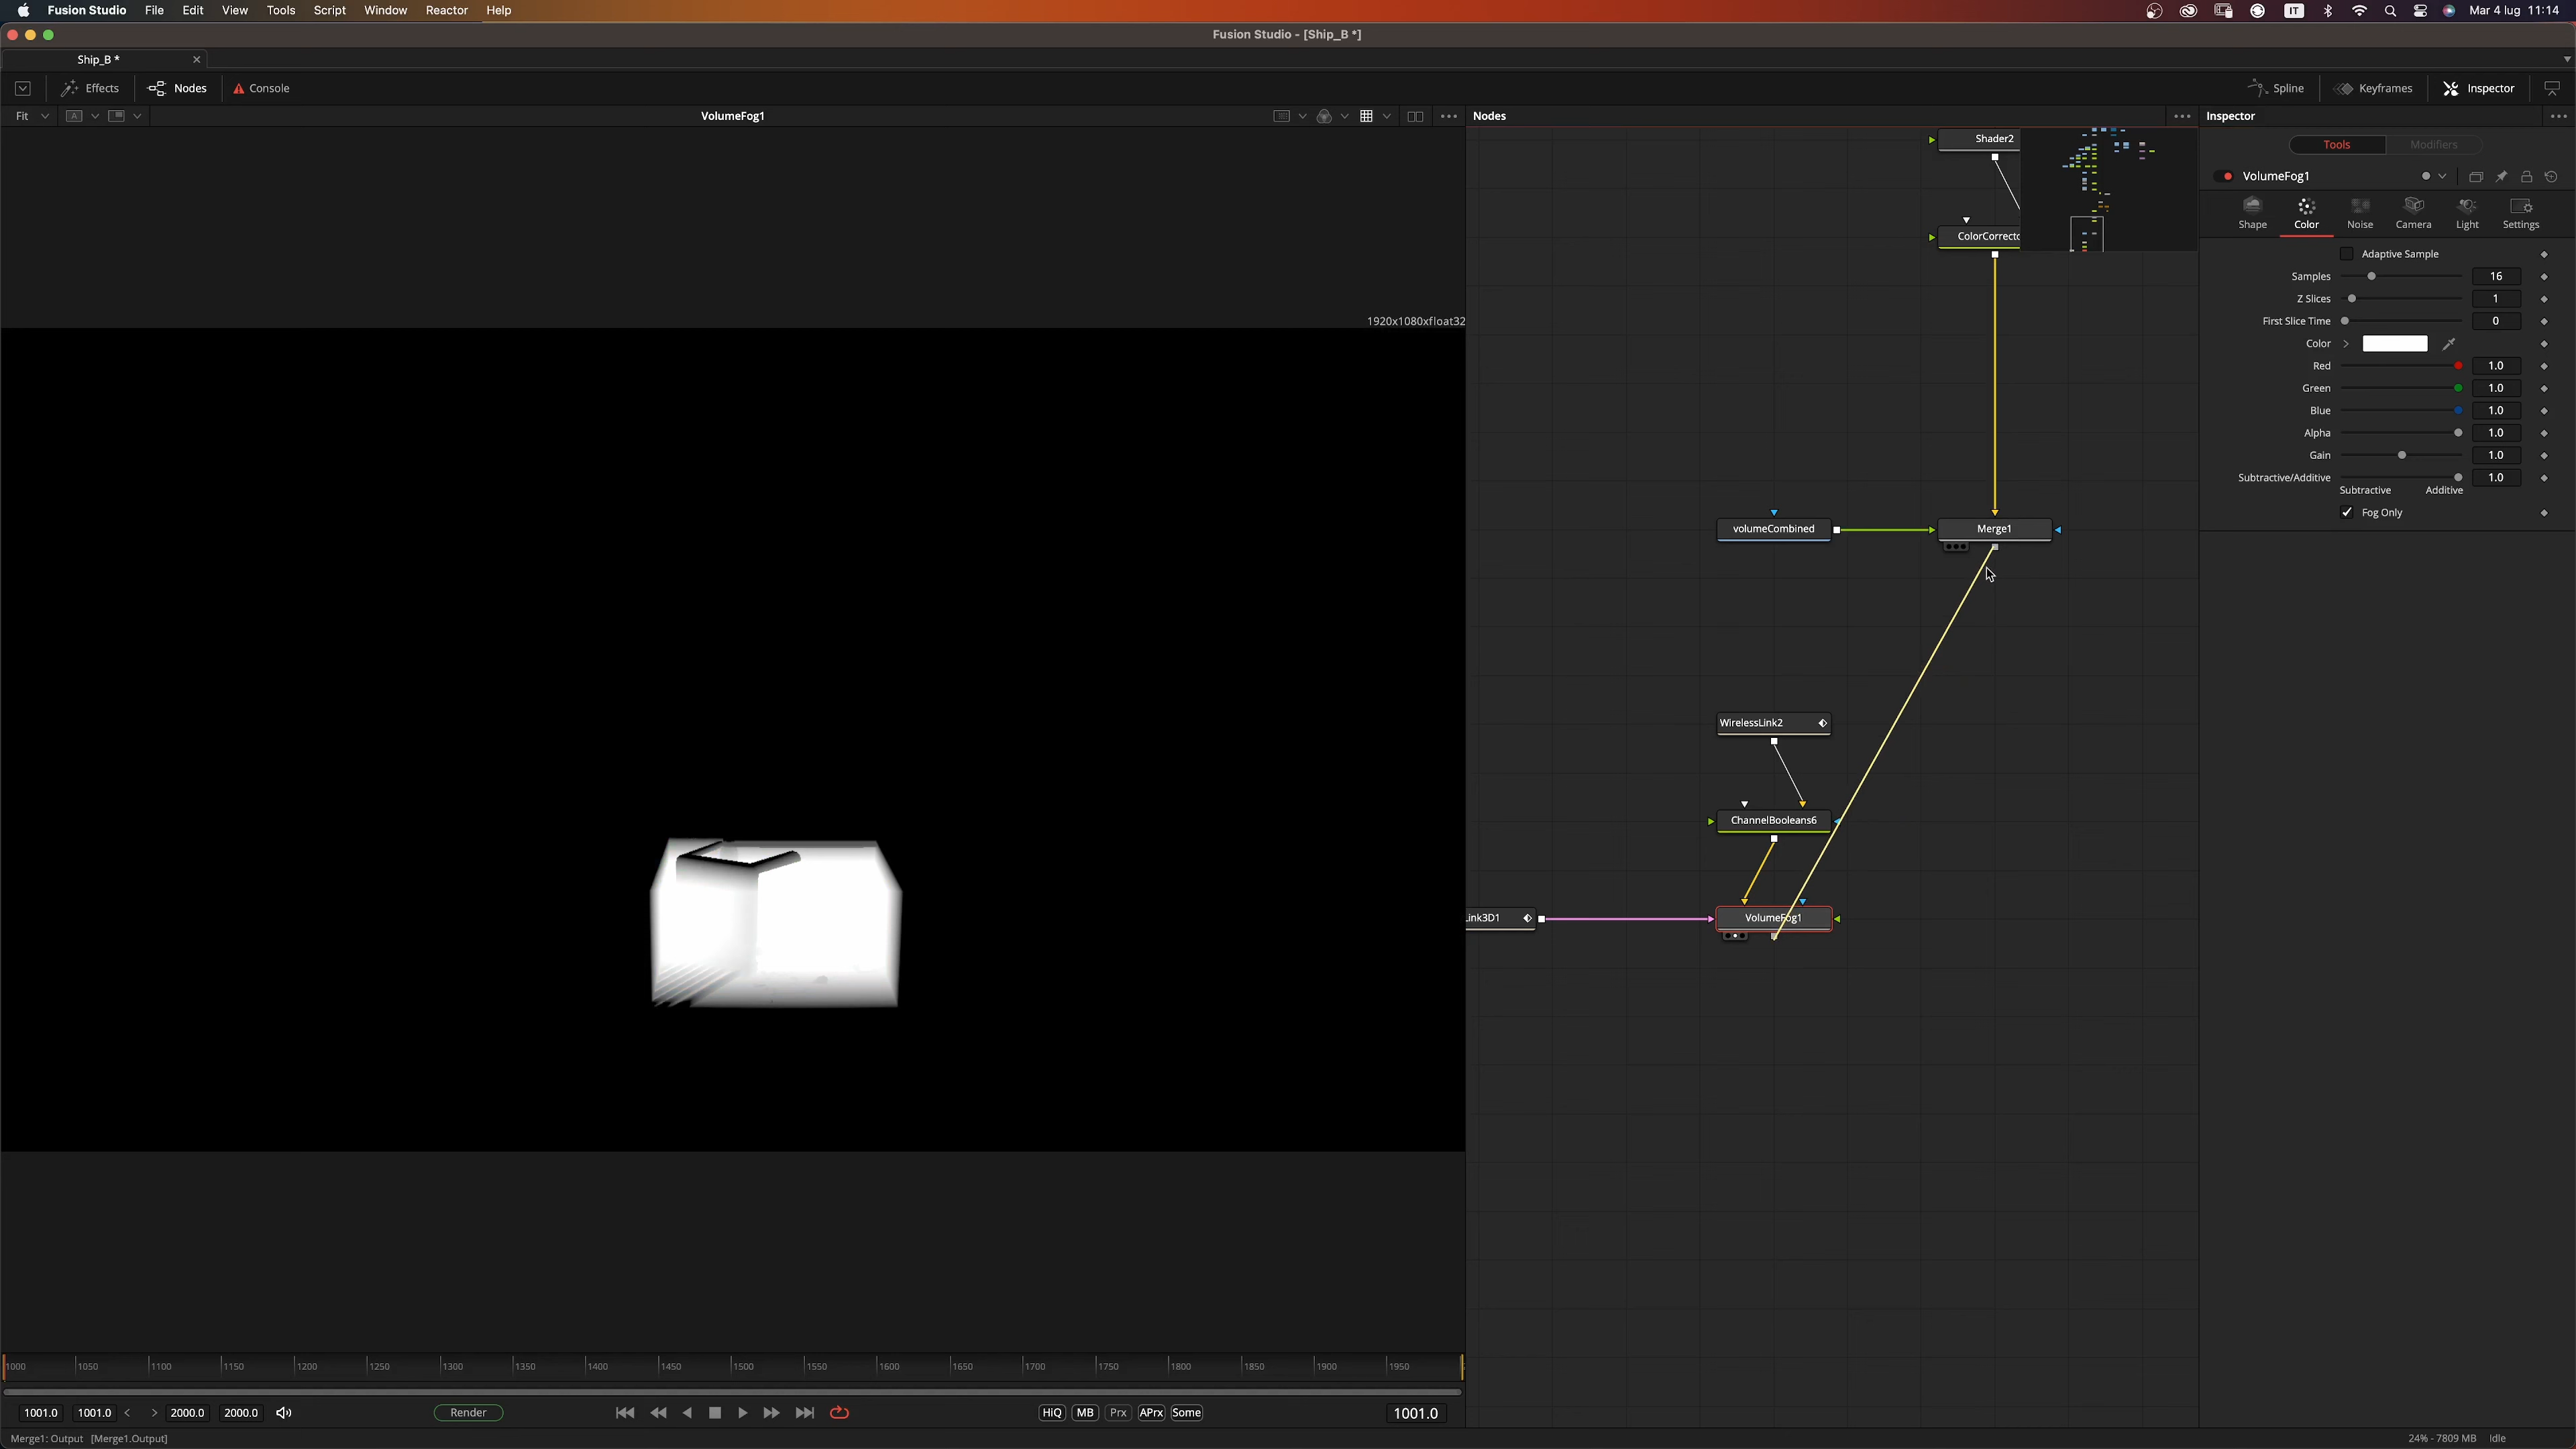 Fusion Studio File Edit View Tools Script Window Reactor Help IT Mar 4 lug 11:14
Fusion Studio - [Ship_B *]
Ship_B *
Effects Nodes Console Spline Keyframes Inspector
Fit A VolumeFog1 Nodes Inspector
Tools Modifiers
VolumeFog1
Shape Color Noise Camera Light Settings
Adaptive Sample
Samples 16
Z Slices 1
First Slice Time 0
Color
Red 1.0
Green 1.0
Blue 1.0
Alpha 1.0
Gain 1.0
Subtractive/Additive 1.0
Subtractive Additive
Fog Only
1920x1080xfloat32
Shader2
ColorCorrecto
volumeCombined
Merge1
WirelessLink2
ChannelBooleans6
Link3D1
VolumeFog1
1000 1050 1100 1150 1200 1250 1300 1350 1400 1450 1500 1550 1600 1650 1700 1750 1800 1850 1900 1950
1001.0 1001.0 < > 2000.0 2000.0 Render HiQ MB Prx APrx Some 1001.0
Merge1: Output [Merge1.Output] 24% - 7809 MB Idle